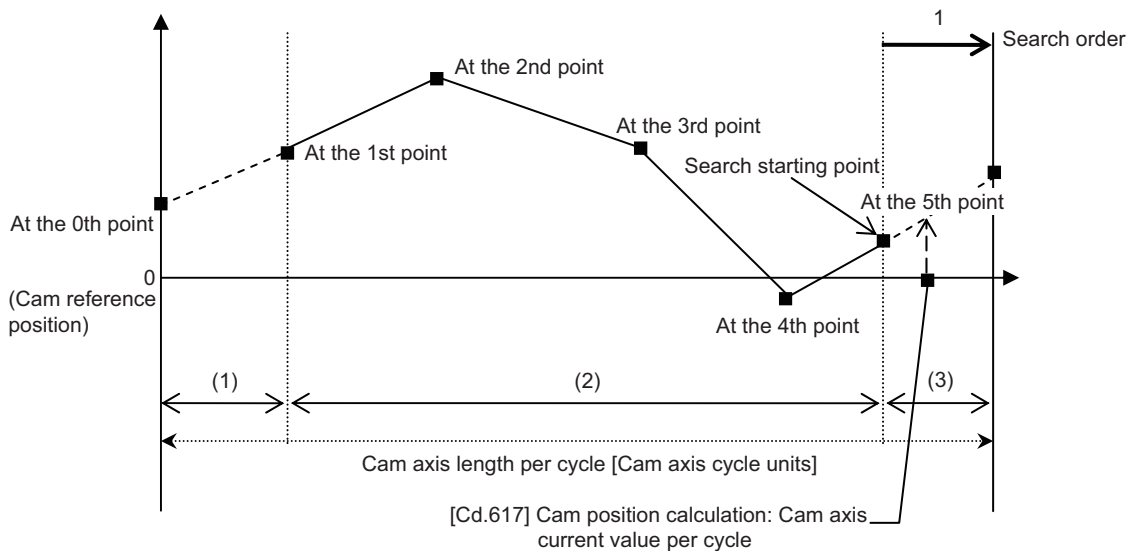 1
Search order
At the 2nd point
At the 3rd point
At the 1st point
Search starting point
At the 5th point
At the 0th point
0
(Cam reference
position)
At the 4th point
(1)
(2)
(3)
Cam axis length per cycle [Cam axis cycle units]
[Cd.617] Cam position calculation: Cam axis
current value per cycle